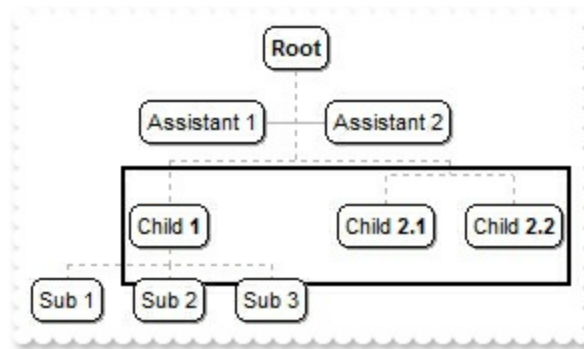 Root
Assistant 1
Assistant 2
Child 1
Child 2.1
Child 2.2
Sub 1
Sub 2
Sub 3